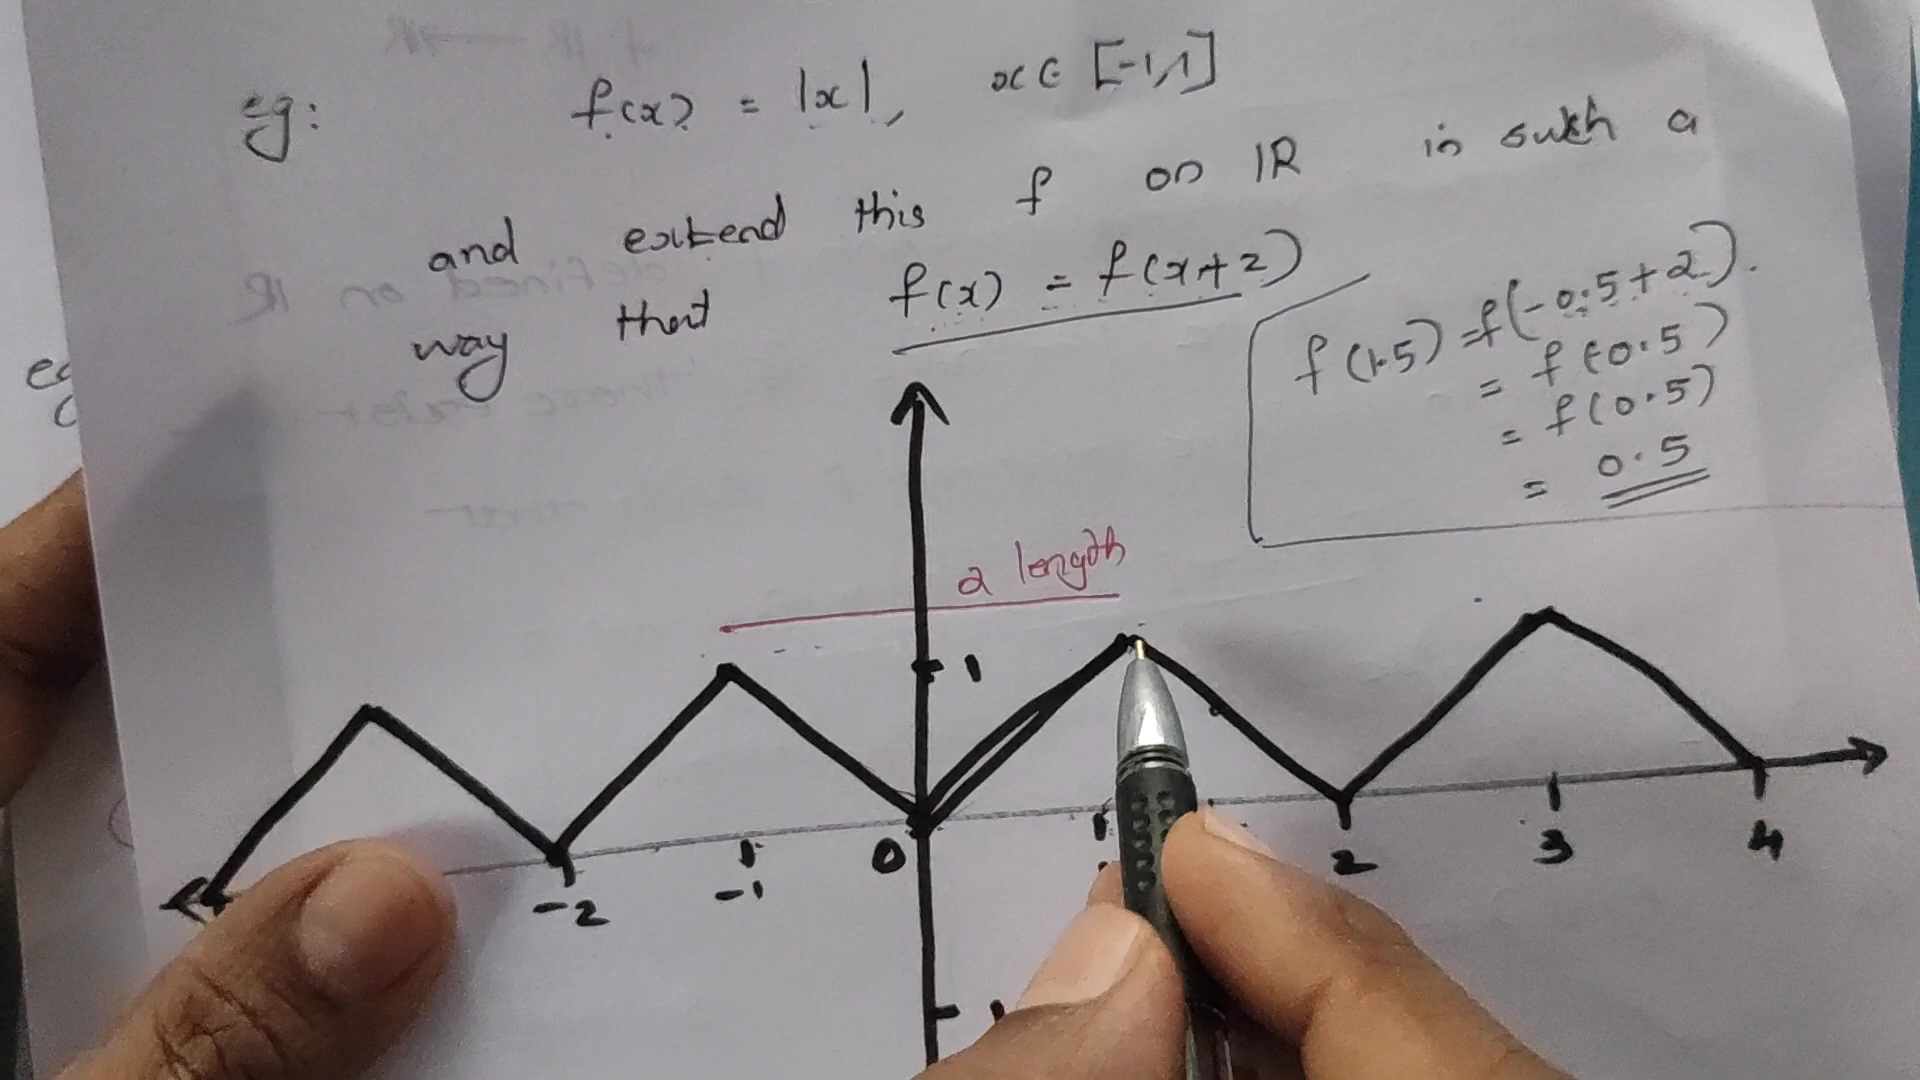 eg: f(x) = |x|, x ∈ [-1,1]
and extend this f on IR in such a
way that f(x) = f(x+2)
f(1.5) = f(-0.5+2).
= f(-0.5)
= f(0.5)
= 0.5
2 length
1
-2 -1 0 2 3 4